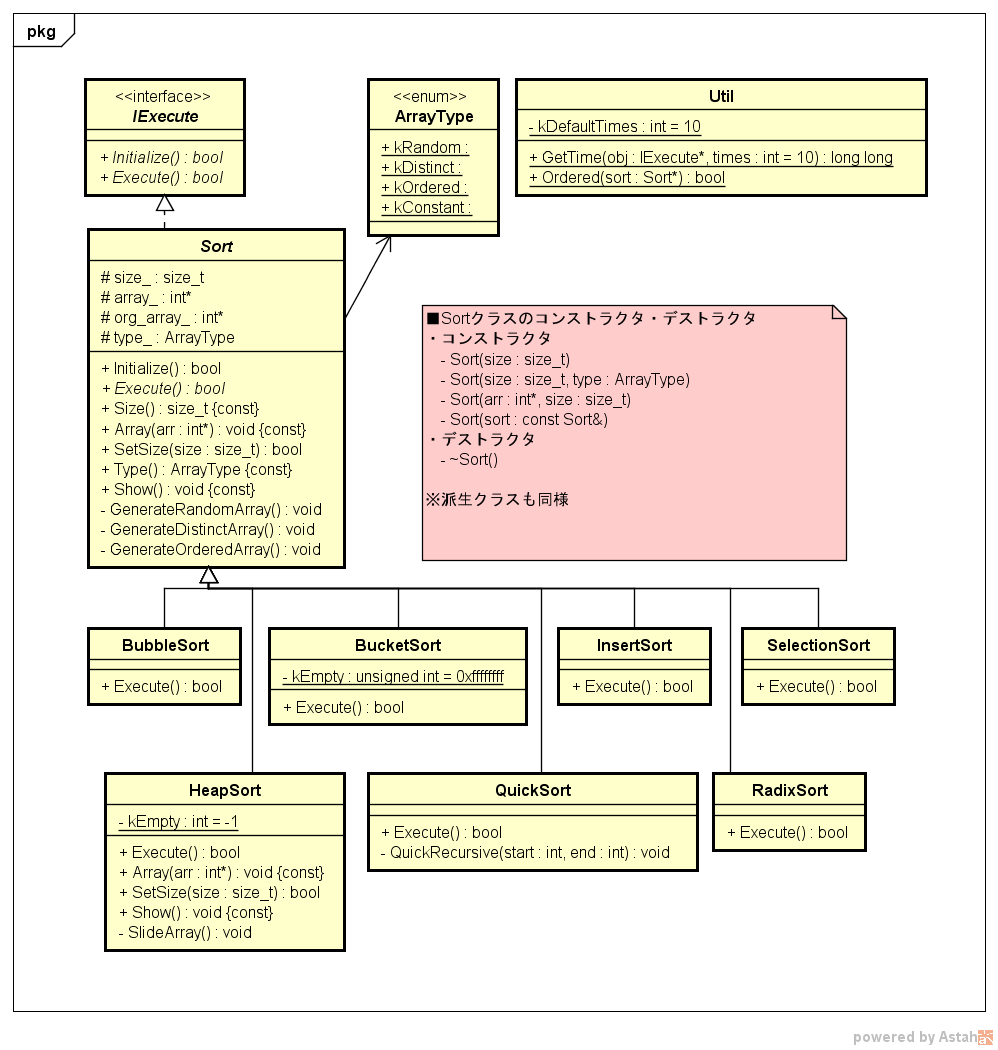 pkg
<<interface>>
IExecute
+ Initialize() : bool
+ Execute() : bool
<<enum>>
ArrayType
+ kRandom :
+ kDistinct :
+ kOrdered :
+ kConstant :
Util
- kDefaultTimes : int = 10
+ GetTime(obj : IExecute*, times : int = 10) : long long
+ Ordered(sort : Sort*) : bool
Sort
# size_ : size_t
# array_ : int*
# org_array_ : int*
# type_ : ArrayType
+ Initialize() : bool
+ Execute() : bool
+ Size() : size_t {const}
+ Array(arr : int*) : void {const}
+ SetSize(size : size_t) : bool
+ Type() : ArrayType {const}
+ Show() : void {const}
- GenerateRandomArray() : void
- GenerateDistinctArray() : void
- GenerateOrderedArray() : void
■Sortクラスのコンストラクタ・デストラクタ
・コンストラクタ
- Sort(size : size_t)
- Sort(size : size_t, type : ArrayType)
- Sort(arr : int*, size : size_t)
- Sort(sort : const Sort&)
・デストラクタ
- ~Sort()
※派生クラスも同様
BubbleSort
+ Execute() : bool
BucketSort
- kEmpty : unsigned int = 0xffffffff
+ Execute() : bool
InsertSort
+ Execute() : bool
SelectionSort
+ Execute() : bool
HeapSort
- kEmpty : int = -1
+ Execute() : bool
+ Array(arr : int*) : void {const}
+ SetSize(size : size_t) : bool
+ Show() : void {const}
- SlideArray() : void
QuickSort
+ Execute() : bool
- QuickRecursive(start : int, end : int) : void
RadixSort
+ Execute() : bool
powered by Astah